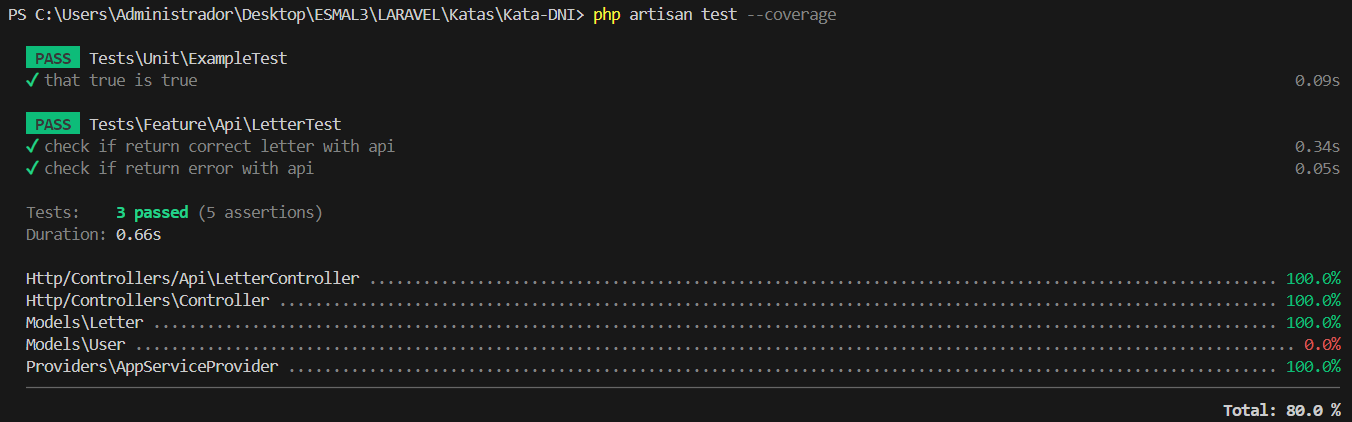 PS C:\Users\Administrador\Desktop\ESMAL3\LARAVEL\Katas\Kata-DNI> php artisan test --coverage
PASS Tests\Unit\ExampleTest
✓ that true is true 0.09s
PASS Tests\Feature\Api\LetterTest
✓ check if return correct letter with api 0.34s
✓ check if return error with api 0.05s
Tests: 3 passed (5 assertions)
Duration: 0.66s
Http/Controllers/Api\LetterController .................................................................................................... 100.0%
Http/Controllers\Controller .............................................................................................................. 100.0%
Models\Letter ............................................................................................................................ 100.0%
Models\User ................................................................................................................................ 0.0%
Providers\AppServiceProvider ............................................................................................................. 100.0%
Total: 80.0 %